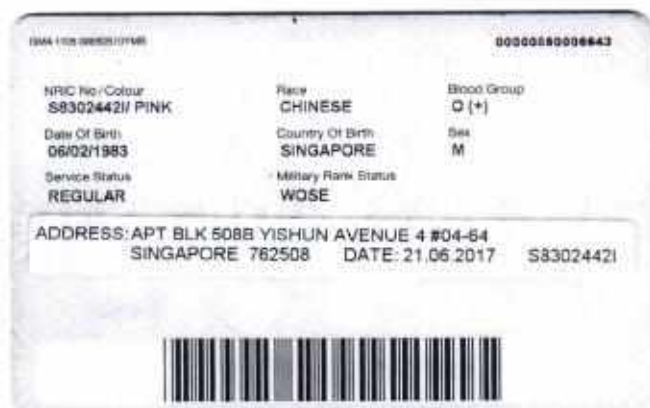 NRIC No/Colour Race Blood Group
S8302442I/ PINK CHINESE O (+)
Date Of Birth Country Of Birth Sex
06/02/1983 SINGAPORE M
Service Status Military Rank Status
REGULAR WOSE
ADDRESS: APT BLK 508B YISHUN AVENUE 4 #04-64
SINGAPORE 762508 DATE: 21.06.2017 S8302442I